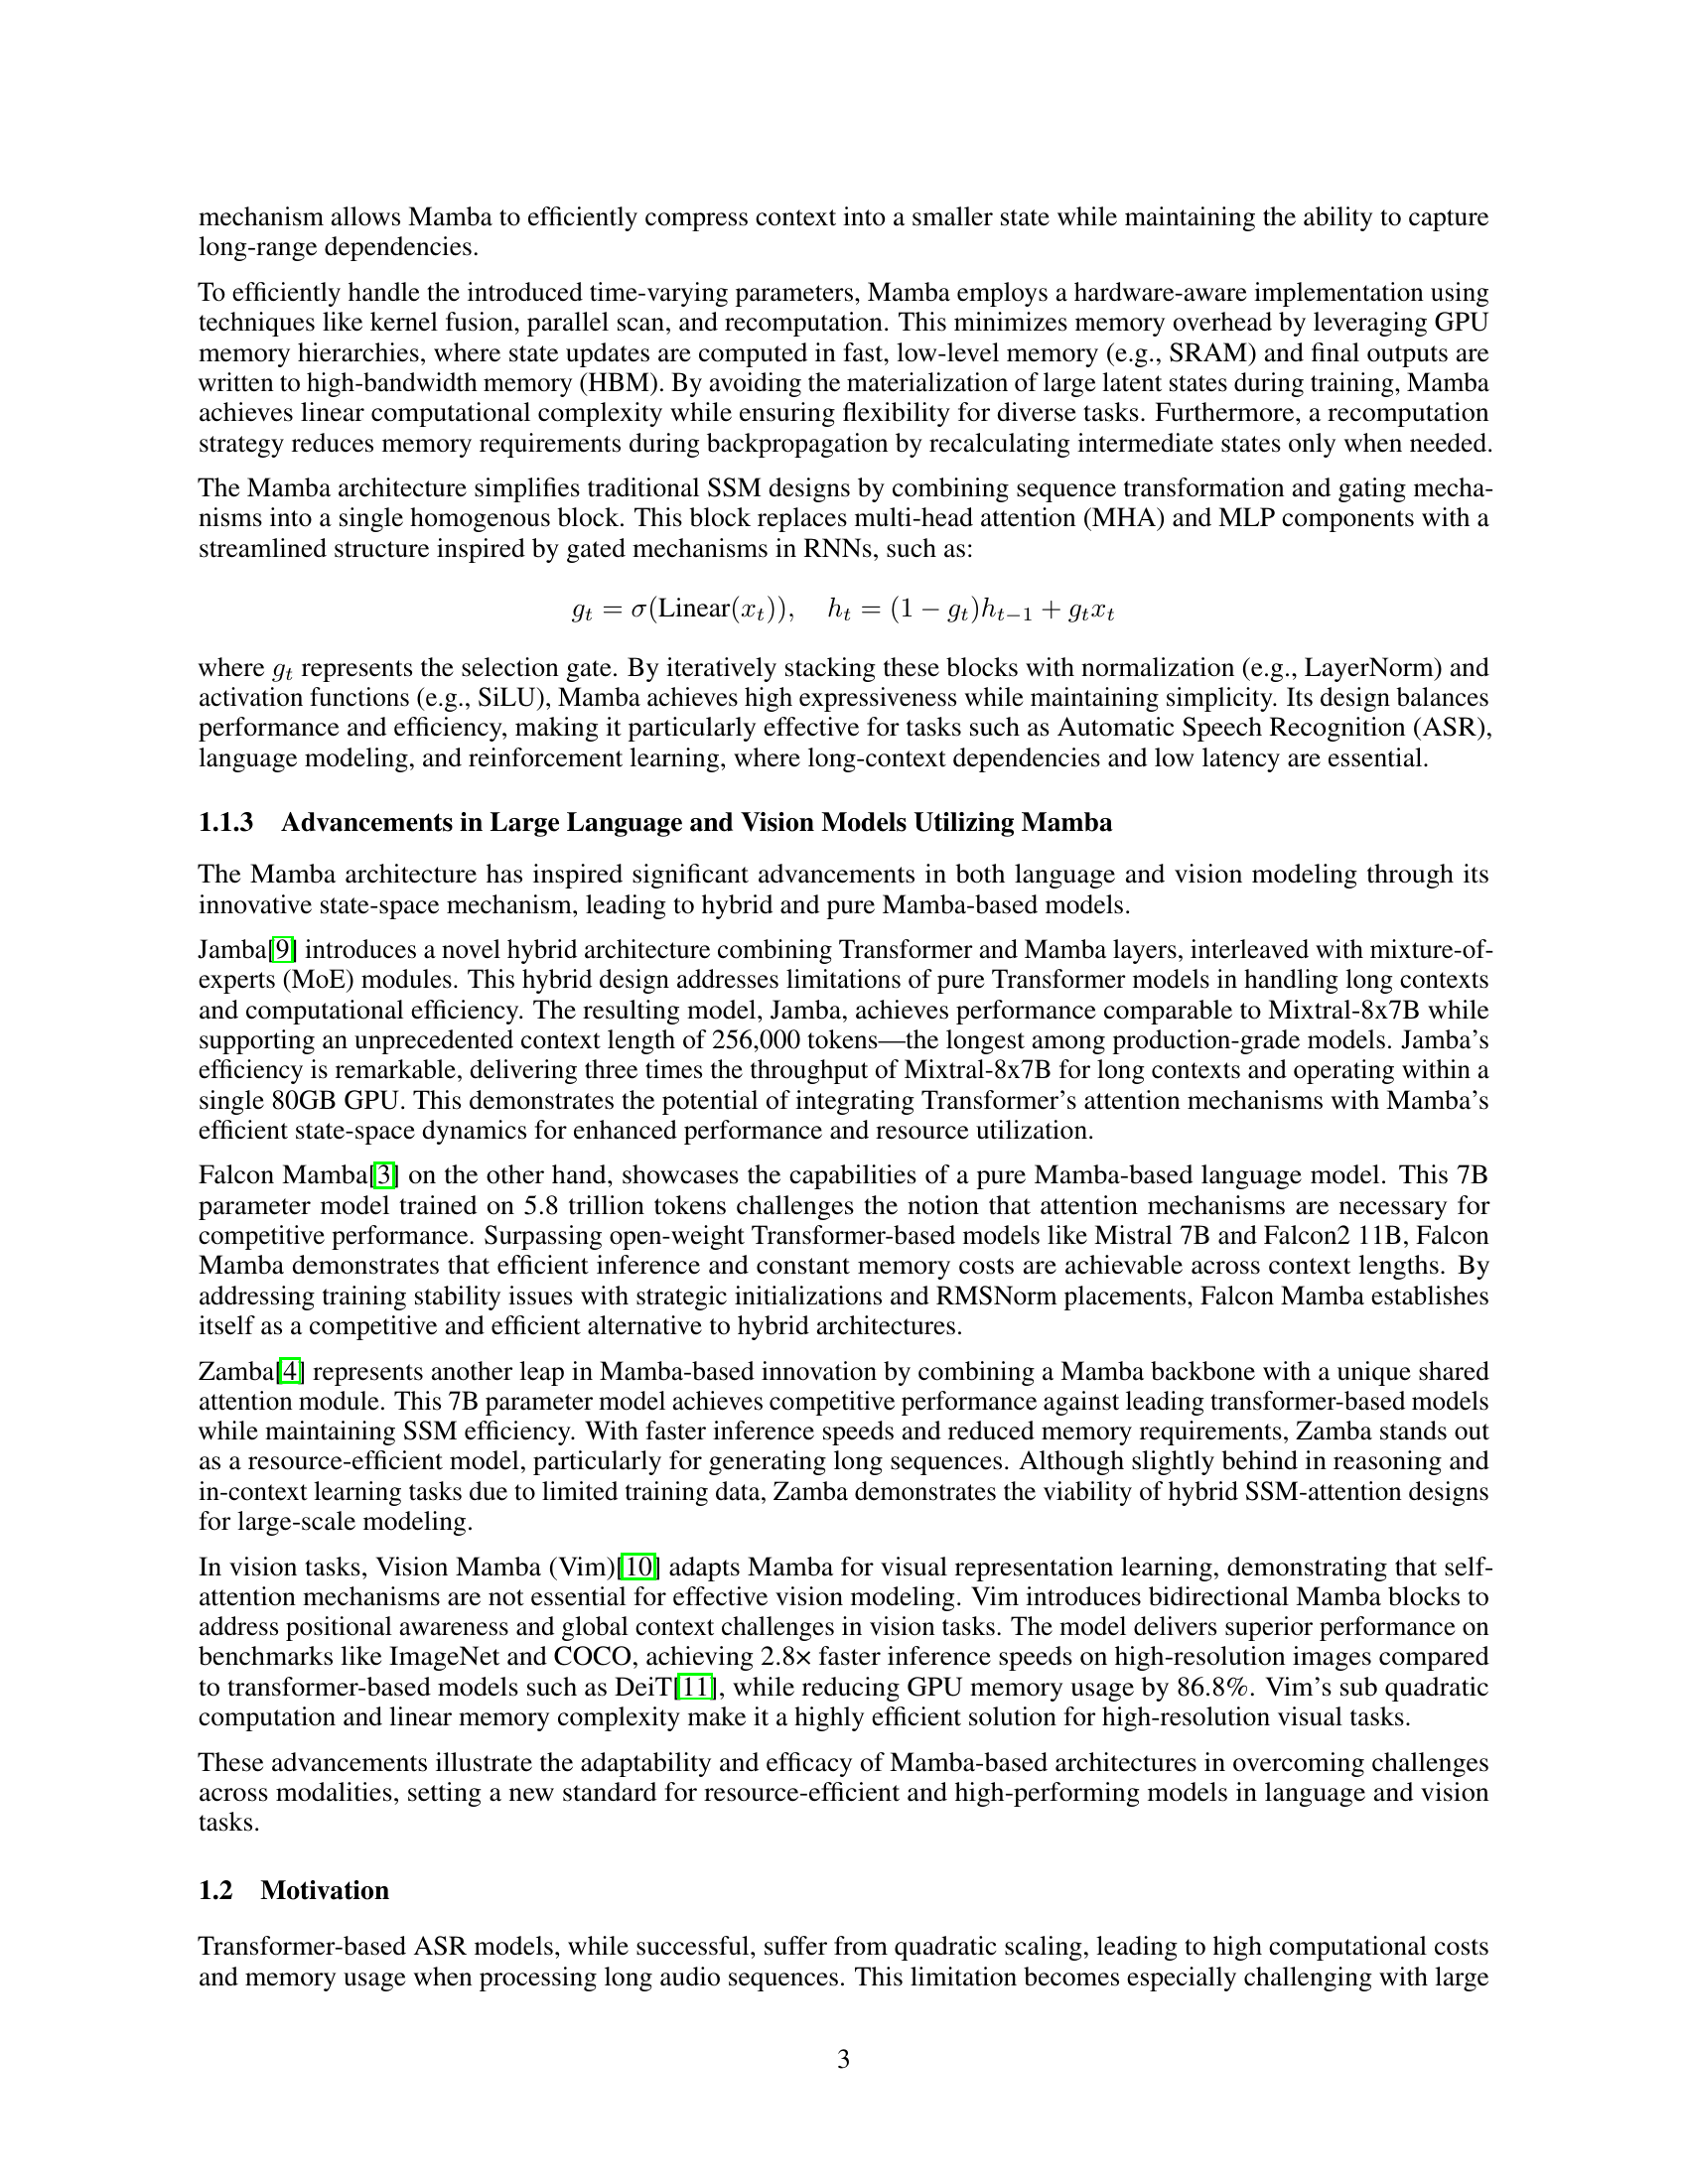 mechanism allows Mamba to efficiently compress context into a smaller state while maintaining the ability to capture
long-range dependencies.
To efficiently handle the introduced time-varying parameters, Mamba employs a hardware-aware implementation using
techniques like kernel fusion, parallel scan, and recomputation. This minimizes memory overhead by leveraging GPU
memory hierarchies, where state updates are computed in fast, low-level memory (e.g., SRAM) and final outputs are
written to high-bandwidth memory (HBM). By avoiding the materialization of large latent states during training, Mamba
achieves linear computational complexity while ensuring flexibility for diverse tasks. Furthermore, a recomputation
strategy reduces memory requirements during backpropagation by recalculating intermediate states only when needed.
The Mamba architecture simplifies traditional SSM designs by combining sequence transformation and gating mecha-
nisms into a single homogenous block. This block replaces multi-head attention (MHA) and MLP components with a
streamlined structure inspired by gated mechanisms in RNNs, such as:
g_t = σ(Linear(x_t)), h_t = (1 − g_t)h_{t−1} + g_t x_t
where g_t represents the selection gate. By iteratively stacking these blocks with normalization (e.g., LayerNorm) and
activation functions (e.g., SiLU), Mamba achieves high expressiveness while maintaining simplicity. Its design balances
performance and efficiency, making it particularly effective for tasks such as Automatic Speech Recognition (ASR),
language modeling, and reinforcement learning, where long-context dependencies and low latency are essential.
1.1.3 Advancements in Large Language and Vision Models Utilizing Mamba
The Mamba architecture has inspired significant advancements in both language and vision modeling through its
innovative state-space mechanism, leading to hybrid and pure Mamba-based models.
Jamba[9] introduces a novel hybrid architecture combining Transformer and Mamba layers, interleaved with mixture-of-
experts (MoE) modules. This hybrid design addresses limitations of pure Transformer models in handling long contexts
and computational efficiency. The resulting model, Jamba, achieves performance comparable to Mixtral-8x7B while
supporting an unprecedented context length of 256,000 tokens—the longest among production-grade models. Jamba's
efficiency is remarkable, delivering three times the throughput of Mixtral-8x7B for long contexts and operating within a
single 80GB GPU. This demonstrates the potential of integrating Transformer's attention mechanisms with Mamba's
efficient state-space dynamics for enhanced performance and resource utilization.
Falcon Mamba[3] on the other hand, showcases the capabilities of a pure Mamba-based language model. This 7B
parameter model trained on 5.8 trillion tokens challenges the notion that attention mechanisms are necessary for
competitive performance. Surpassing open-weight Transformer-based models like Mistral 7B and Falcon2 11B, Falcon
Mamba demonstrates that efficient inference and constant memory costs are achievable across context lengths. By
addressing training stability issues with strategic initializations and RMSNorm placements, Falcon Mamba establishes
itself as a competitive and efficient alternative to hybrid architectures.
Zamba[4] represents another leap in Mamba-based innovation by combining a Mamba backbone with a unique shared
attention module. This 7B parameter model achieves competitive performance against leading transformer-based models
while maintaining SSM efficiency. With faster inference speeds and reduced memory requirements, Zamba stands out
as a resource-efficient model, particularly for generating long sequences. Although slightly behind in reasoning and
in-context learning tasks due to limited training data, Zamba demonstrates the viability of hybrid SSM-attention designs
for large-scale modeling.
In vision tasks, Vision Mamba (Vim)[10] adapts Mamba for visual representation learning, demonstrating that self-
attention mechanisms are not essential for effective vision modeling. Vim introduces bidirectional Mamba blocks to
address positional awareness and global context challenges in vision tasks. The model delivers superior performance on
benchmarks like ImageNet and COCO, achieving 2.8× faster inference speeds on high-resolution images compared
to transformer-based models such as DeiT[11], while reducing GPU memory usage by 86.8%. Vim's sub quadratic
computation and linear memory complexity make it a highly efficient solution for high-resolution visual tasks.
These advancements illustrate the adaptability and efficacy of Mamba-based architectures in overcoming challenges
across modalities, setting a new standard for resource-efficient and high-performing models in language and vision
tasks.
1.2 Motivation
Transformer-based ASR models, while successful, suffer from quadratic scaling, leading to high computational costs
and memory usage when processing long audio sequences. This limitation becomes especially challenging with large
3